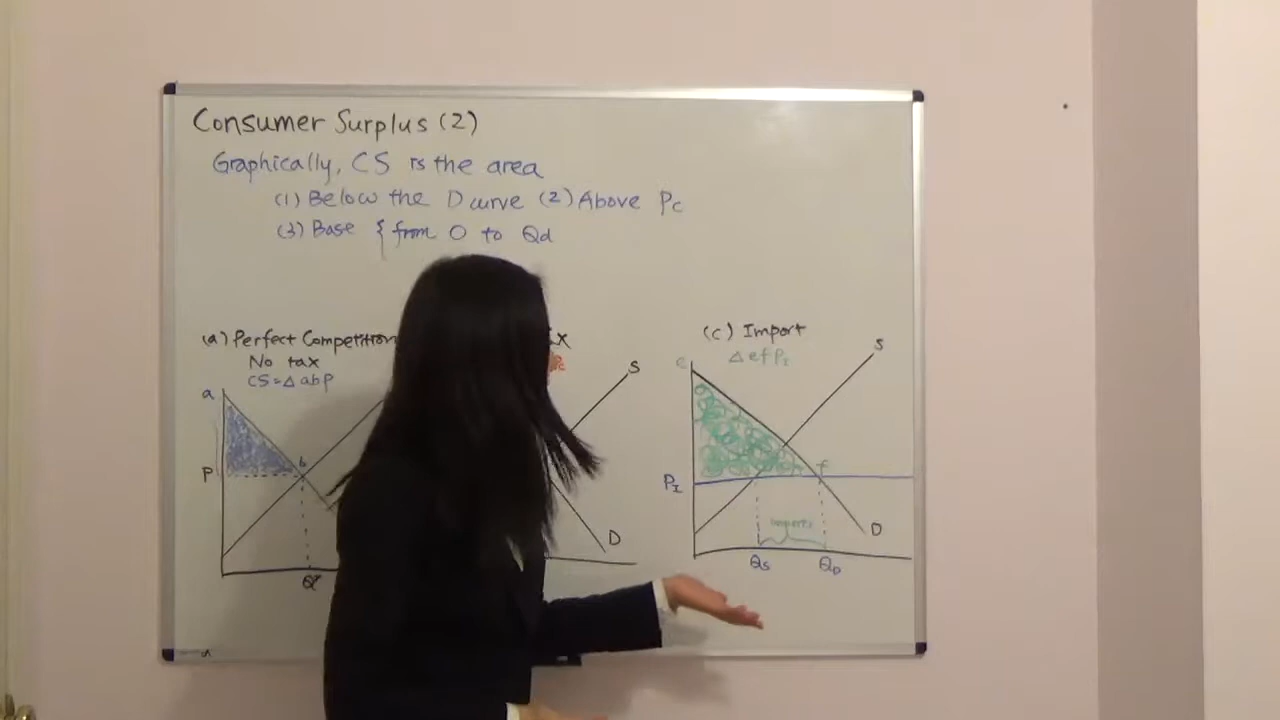 Consumer Surplus (2)
Graphically, CS is the area
(1) Below the D curve (2) Above Pc
(3) Base { from 0 to Qd
(a) Perfect Competition
No tax
CS = △ abP
a
P
b
Q*
x
Pc
S
D
(c) Import
△ efPI
e
S
PI
f
D
imports
Qs
QD